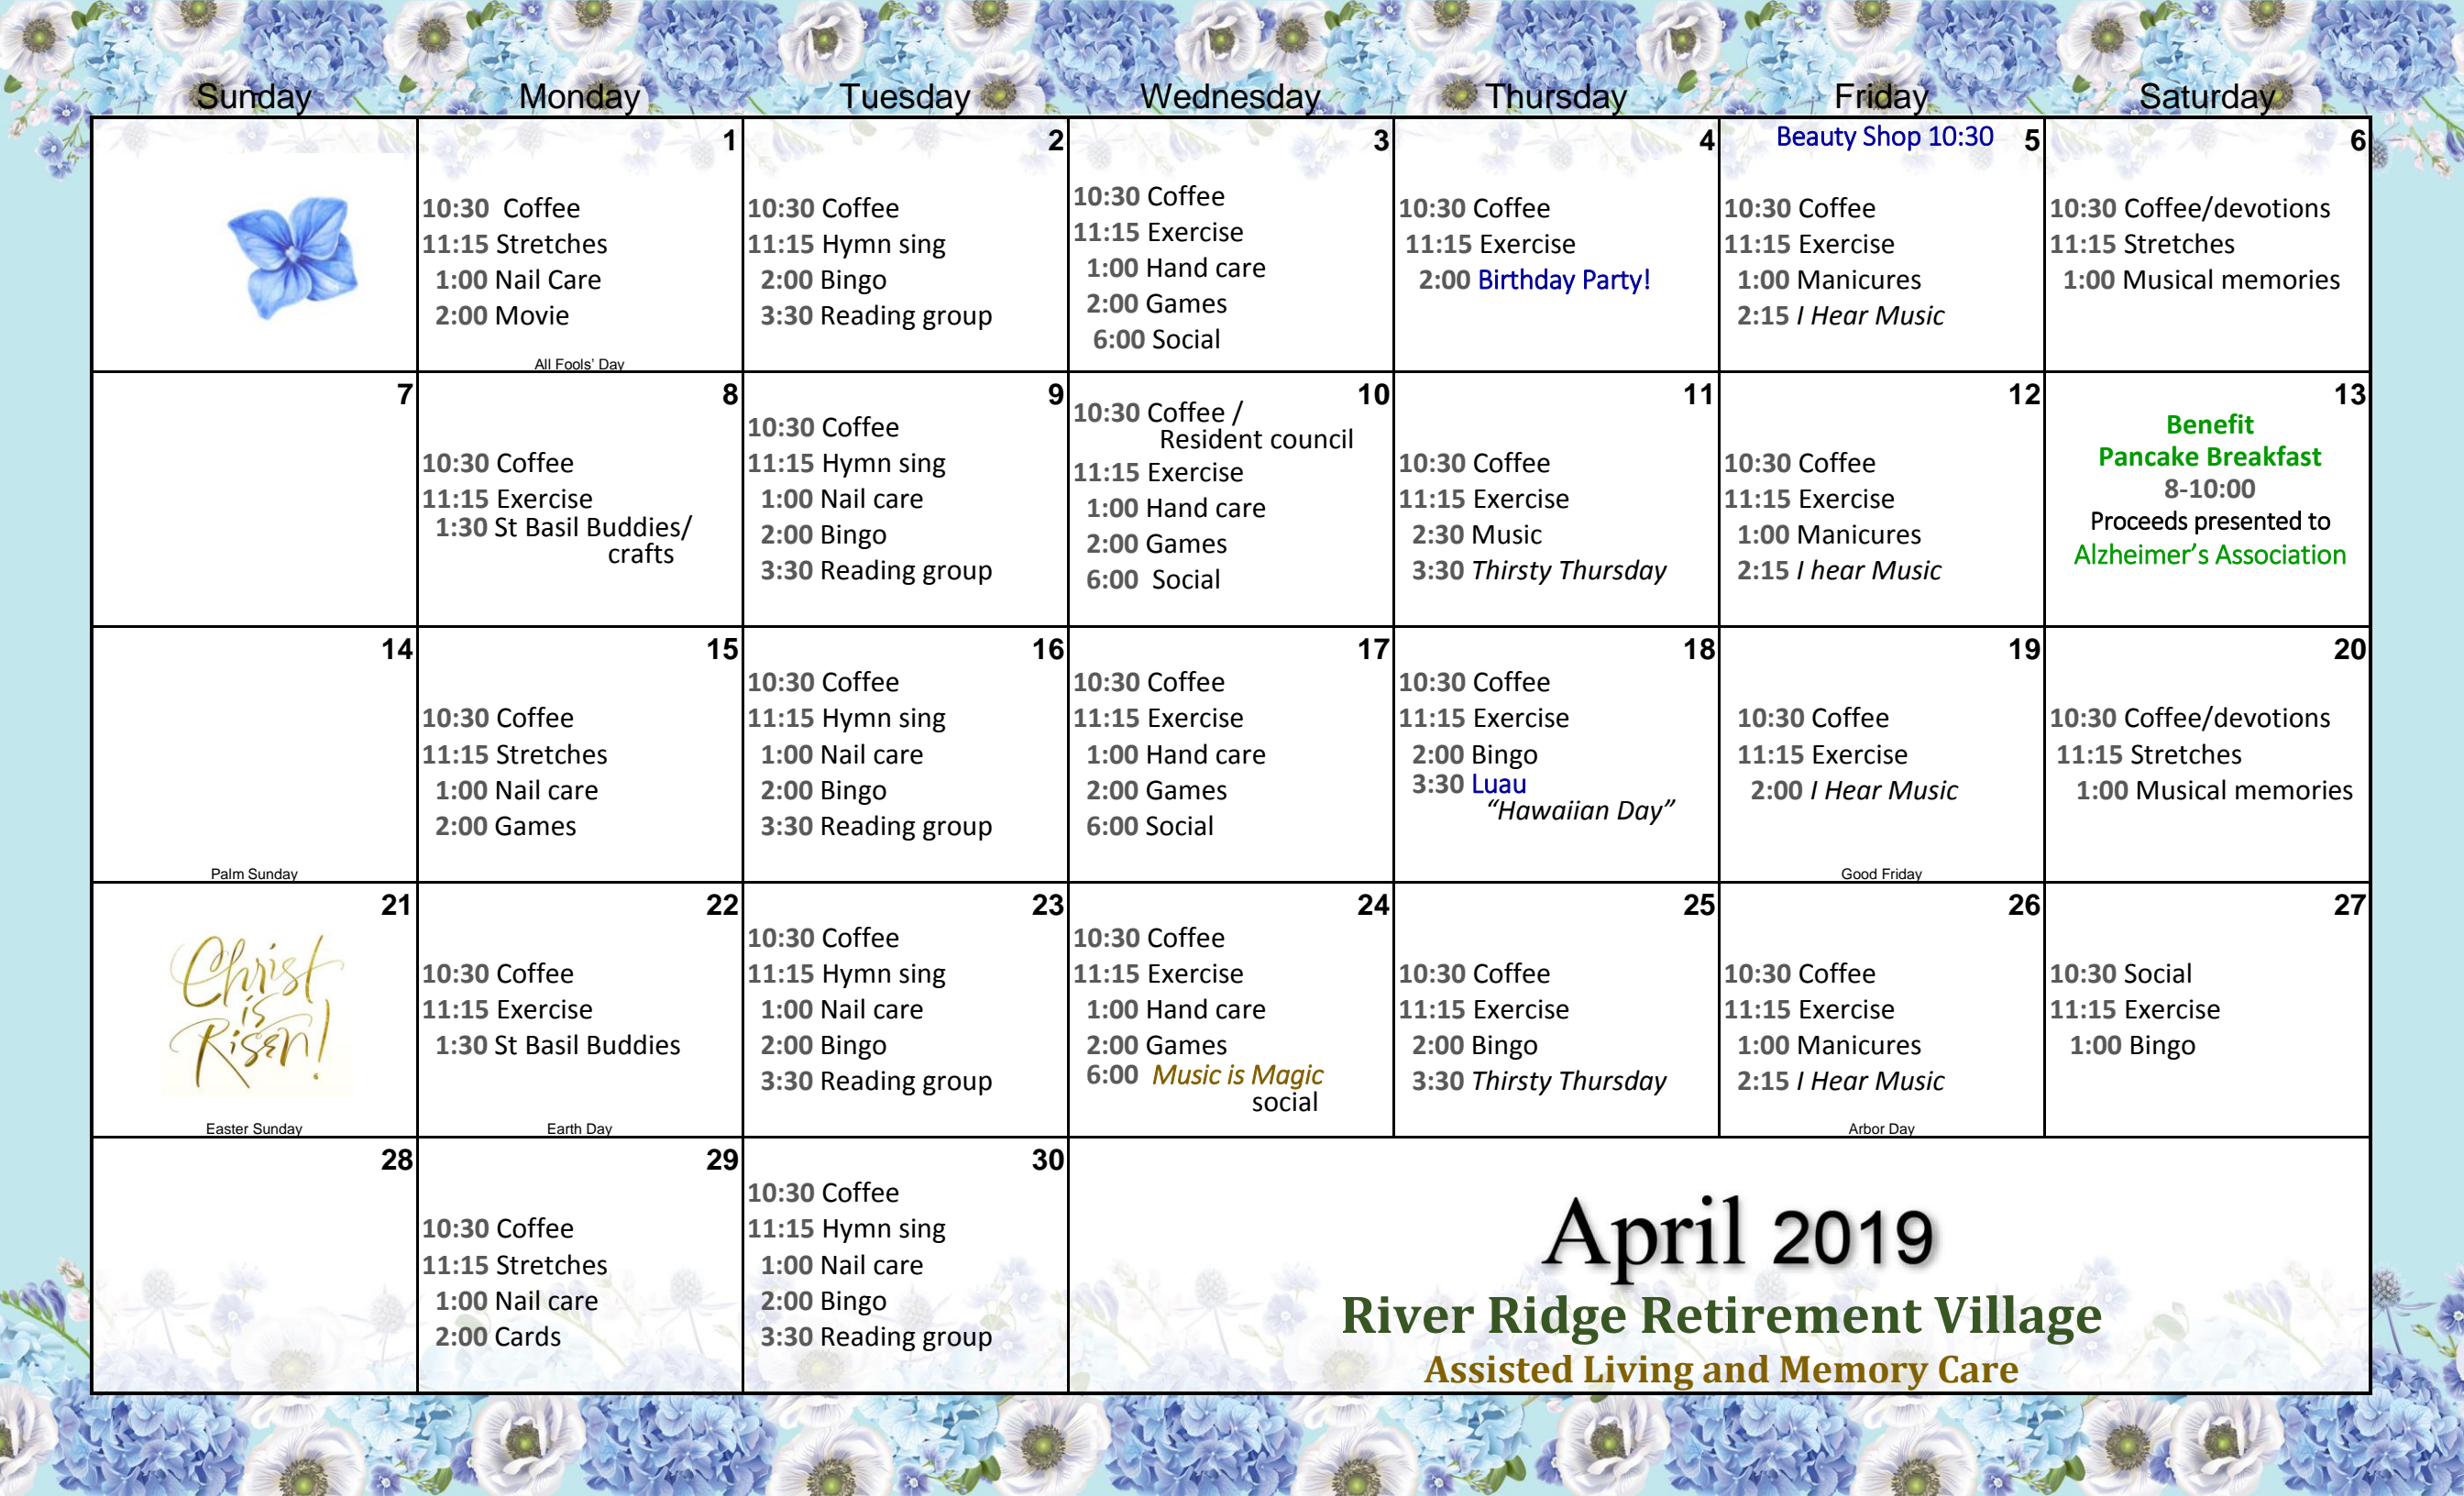 Sunday Monday Tuesday Wednesday Thursday Friday Saturday
1
10:30 Coffee
11:15 Stretches
1:00 Nail Care
2:00 Movie
All Fools' Day
2
10:30 Coffee
11:15 Hymn sing
2:00 Bingo
3:30 Reading group
3
10:30 Coffee
11:15 Exercise
1:00 Hand care
2:00 Games
6:00 Social
4
10:30 Coffee
11:15 Exercise
2:00 Birthday Party!
Beauty Shop 10:30 5
10:30 Coffee
11:15 Exercise
1:00 Manicures
2:15 I Hear Music
6
10:30 Coffee/devotions
11:15 Stretches
1:00 Musical memories
7
8
10:30 Coffee
11:15 Exercise
1:30 St Basil Buddies/
crafts
9
10:30 Coffee
11:15 Hymn sing
1:00 Nail care
2:00 Bingo
3:30 Reading group
10
10:30 Coffee /
Resident council
11:15 Exercise
1:00 Hand care
2:00 Games
6:00 Social
11
10:30 Coffee
11:15 Exercise
2:30 Music
3:30 Thirsty Thursday
12
10:30 Coffee
11:15 Exercise
1:00 Manicures
2:15 I hear Music
13
Benefit
Pancake Breakfast
8-10:00
Proceeds presented to
Alzheimer's Association
14
Palm Sunday
15
10:30 Coffee
11:15 Stretches
1:00 Nail care
2:00 Games
16
10:30 Coffee
11:15 Hymn sing
1:00 Nail care
2:00 Bingo
3:30 Reading group
17
10:30 Coffee
11:15 Exercise
1:00 Hand care
2:00 Games
6:00 Social
18
10:30 Coffee
11:15 Exercise
2:00 Bingo
3:30 Luau
“Hawaiian Day”
19
10:30 Coffee
11:15 Exercise
2:00 I Hear Music
Good Friday
20
10:30 Coffee/devotions
11:15 Stretches
1:00 Musical memories
21
Christ
is
Risen!
Easter Sunday
22
10:30 Coffee
11:15 Exercise
1:30 St Basil Buddies
Earth Day
23
10:30 Coffee
11:15 Hymn sing
1:00 Nail care
2:00 Bingo
3:30 Reading group
24
10:30 Coffee
11:15 Exercise
1:00 Hand care
2:00 Games
6:00 Music is Magic
social
25
10:30 Coffee
11:15 Exercise
2:00 Bingo
3:30 Thirsty Thursday
26
10:30 Coffee
11:15 Exercise
1:00 Manicures
2:15 I Hear Music
Arbor Day
27
10:30 Social
11:15 Exercise
1:00 Bingo
28
29
10:30 Coffee
11:15 Stretches
1:00 Nail care
2:00 Cards
30
10:30 Coffee
11:15 Hymn sing
1:00 Nail care
2:00 Bingo
3:30 Reading group
April 2019
River Ridge Retirement Village
Assisted Living and Memory Care